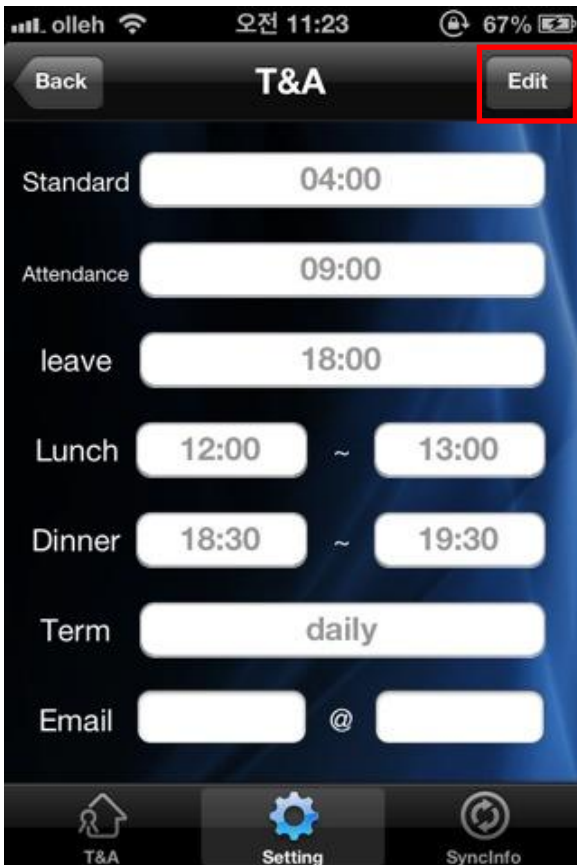 olleh 오전 11:23 67%
Back T&A Edit
Standard 04:00
Attendance 09:00
leave 18:00
Lunch 12:00 ~ 13:00
Dinner 18:30 ~ 19:30
Term daily
Email @
T&A Setting SyncInfo